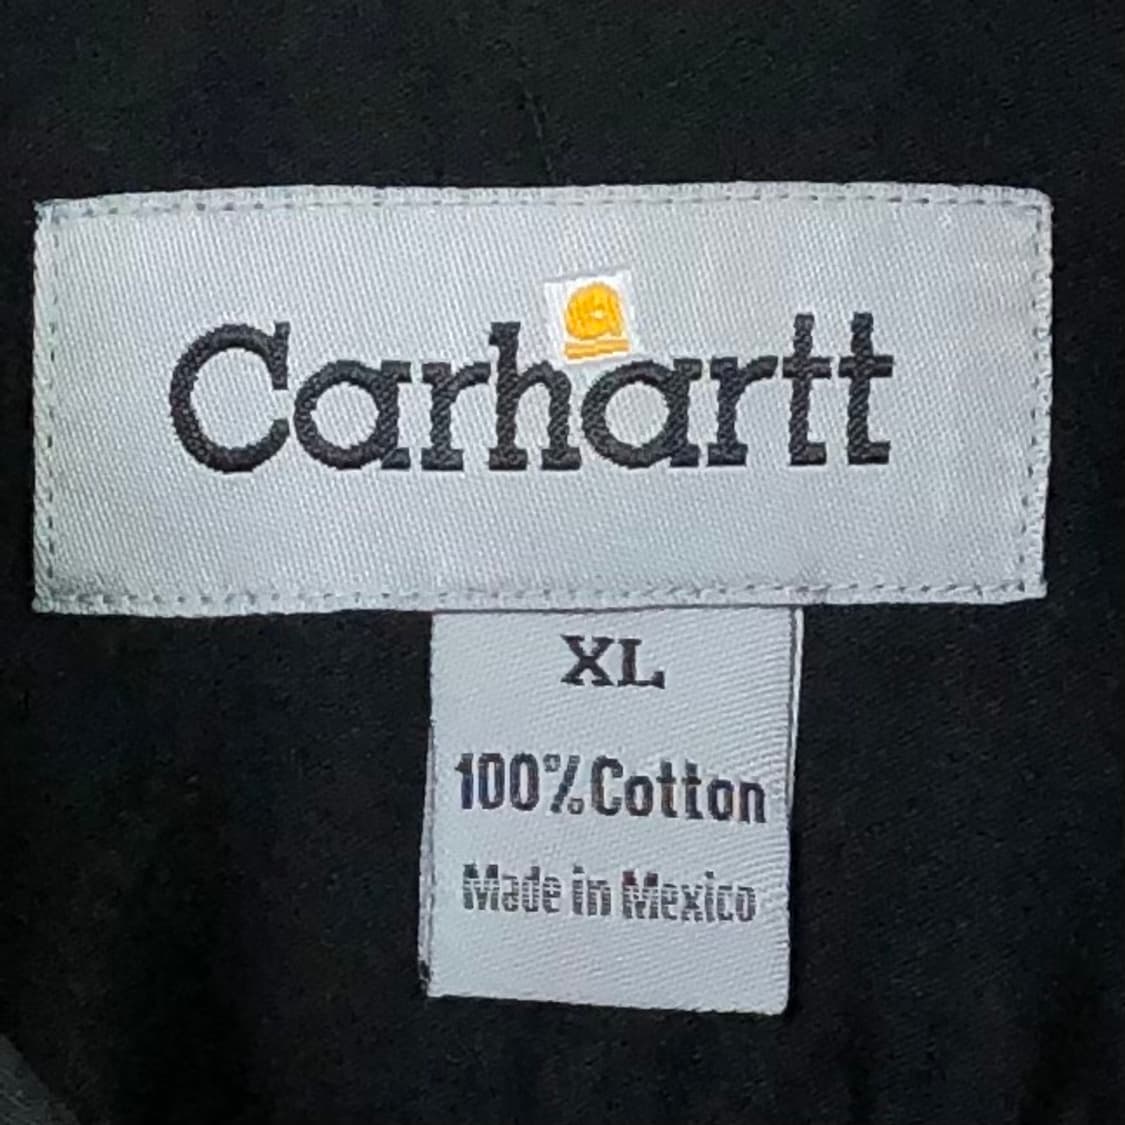 Carhartt
XL
100% Cotton
Made in Mexico